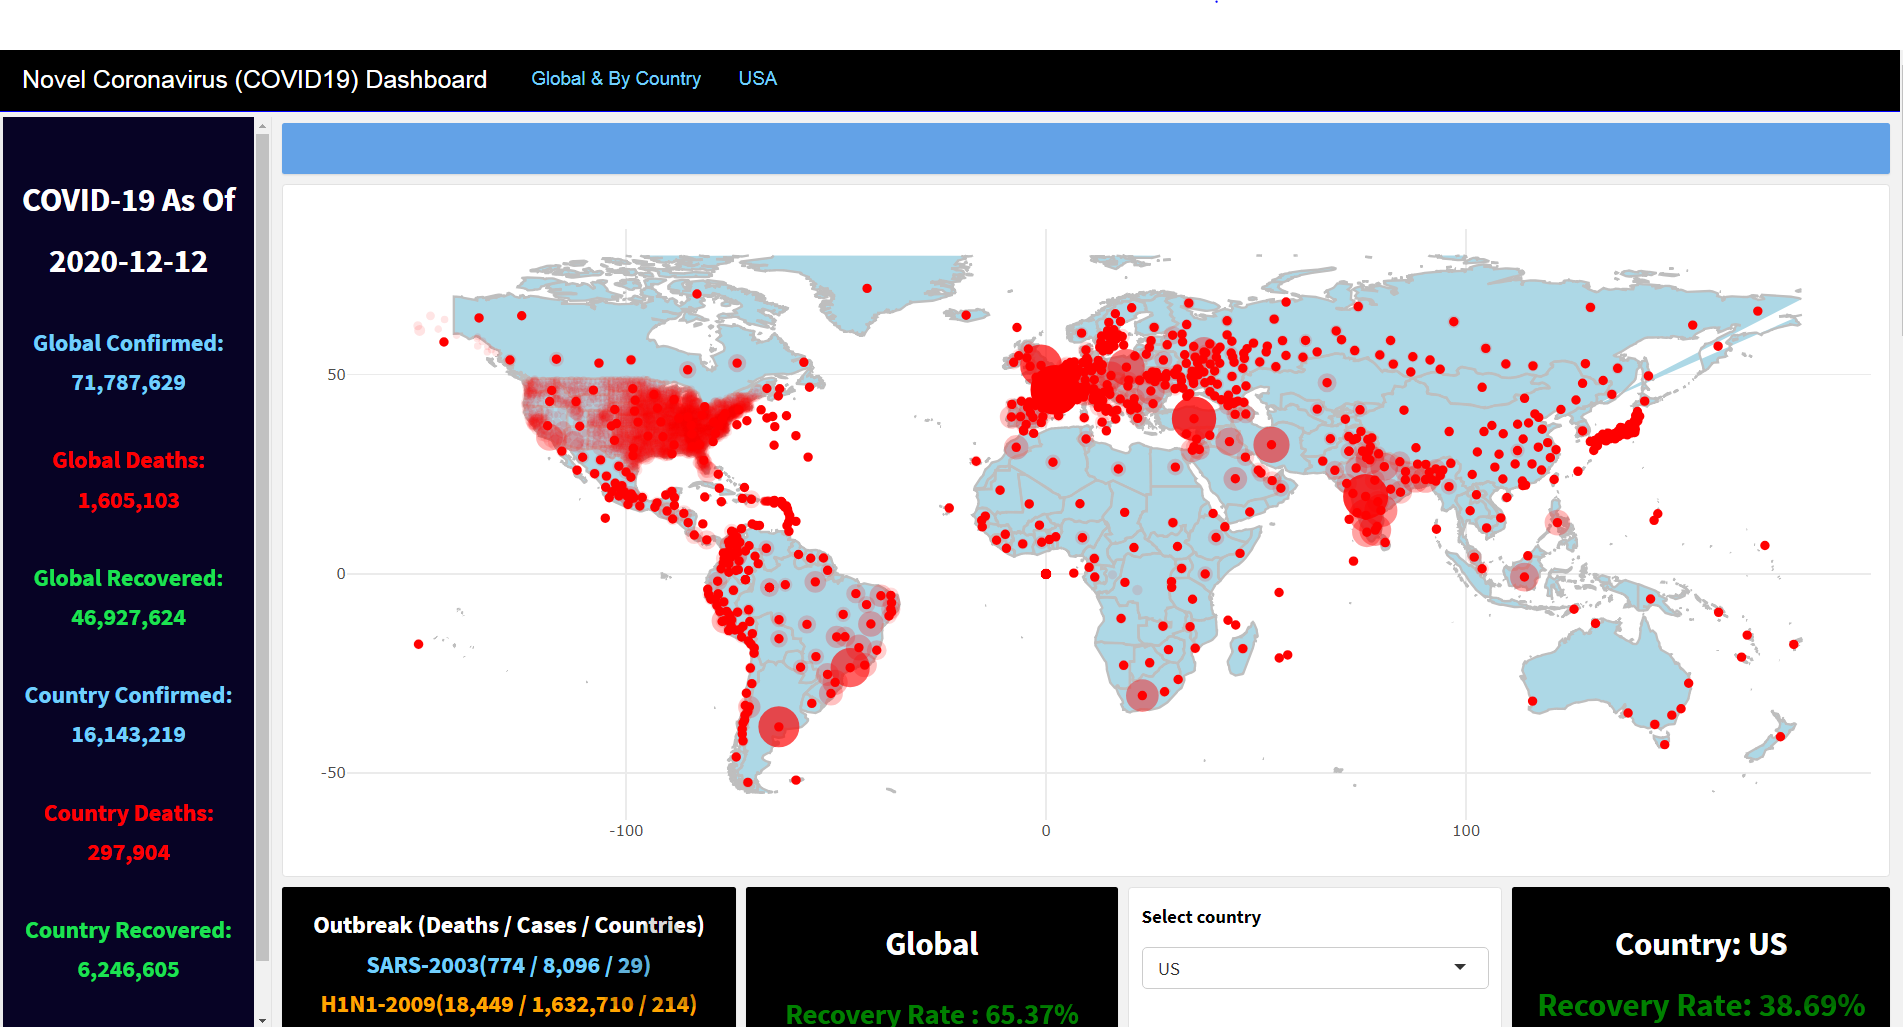 Novel Coronavirus (COVID19) Dashboard
Global & By Country
USA
COVID-19 As Of
2020-12-12
Global Confirmed:
71,787,629
Global Deaths:
1,605,103
Global Recovered:
46,927,624
Country Confirmed:
16,143,219
Country Deaths:
297,904
Country Recovered:
6,246,605
50
0
-50
-100
0
100
Outbreak (Deaths / Cases / Countries)
SARS-2003(774 / 8,096 / 29)
H1N1-2009(18,449 / 1,632,710 / 214)
Global
Recovery Rate : 65.37%
Select country
US
Country: US
Recovery Rate: 38.69%